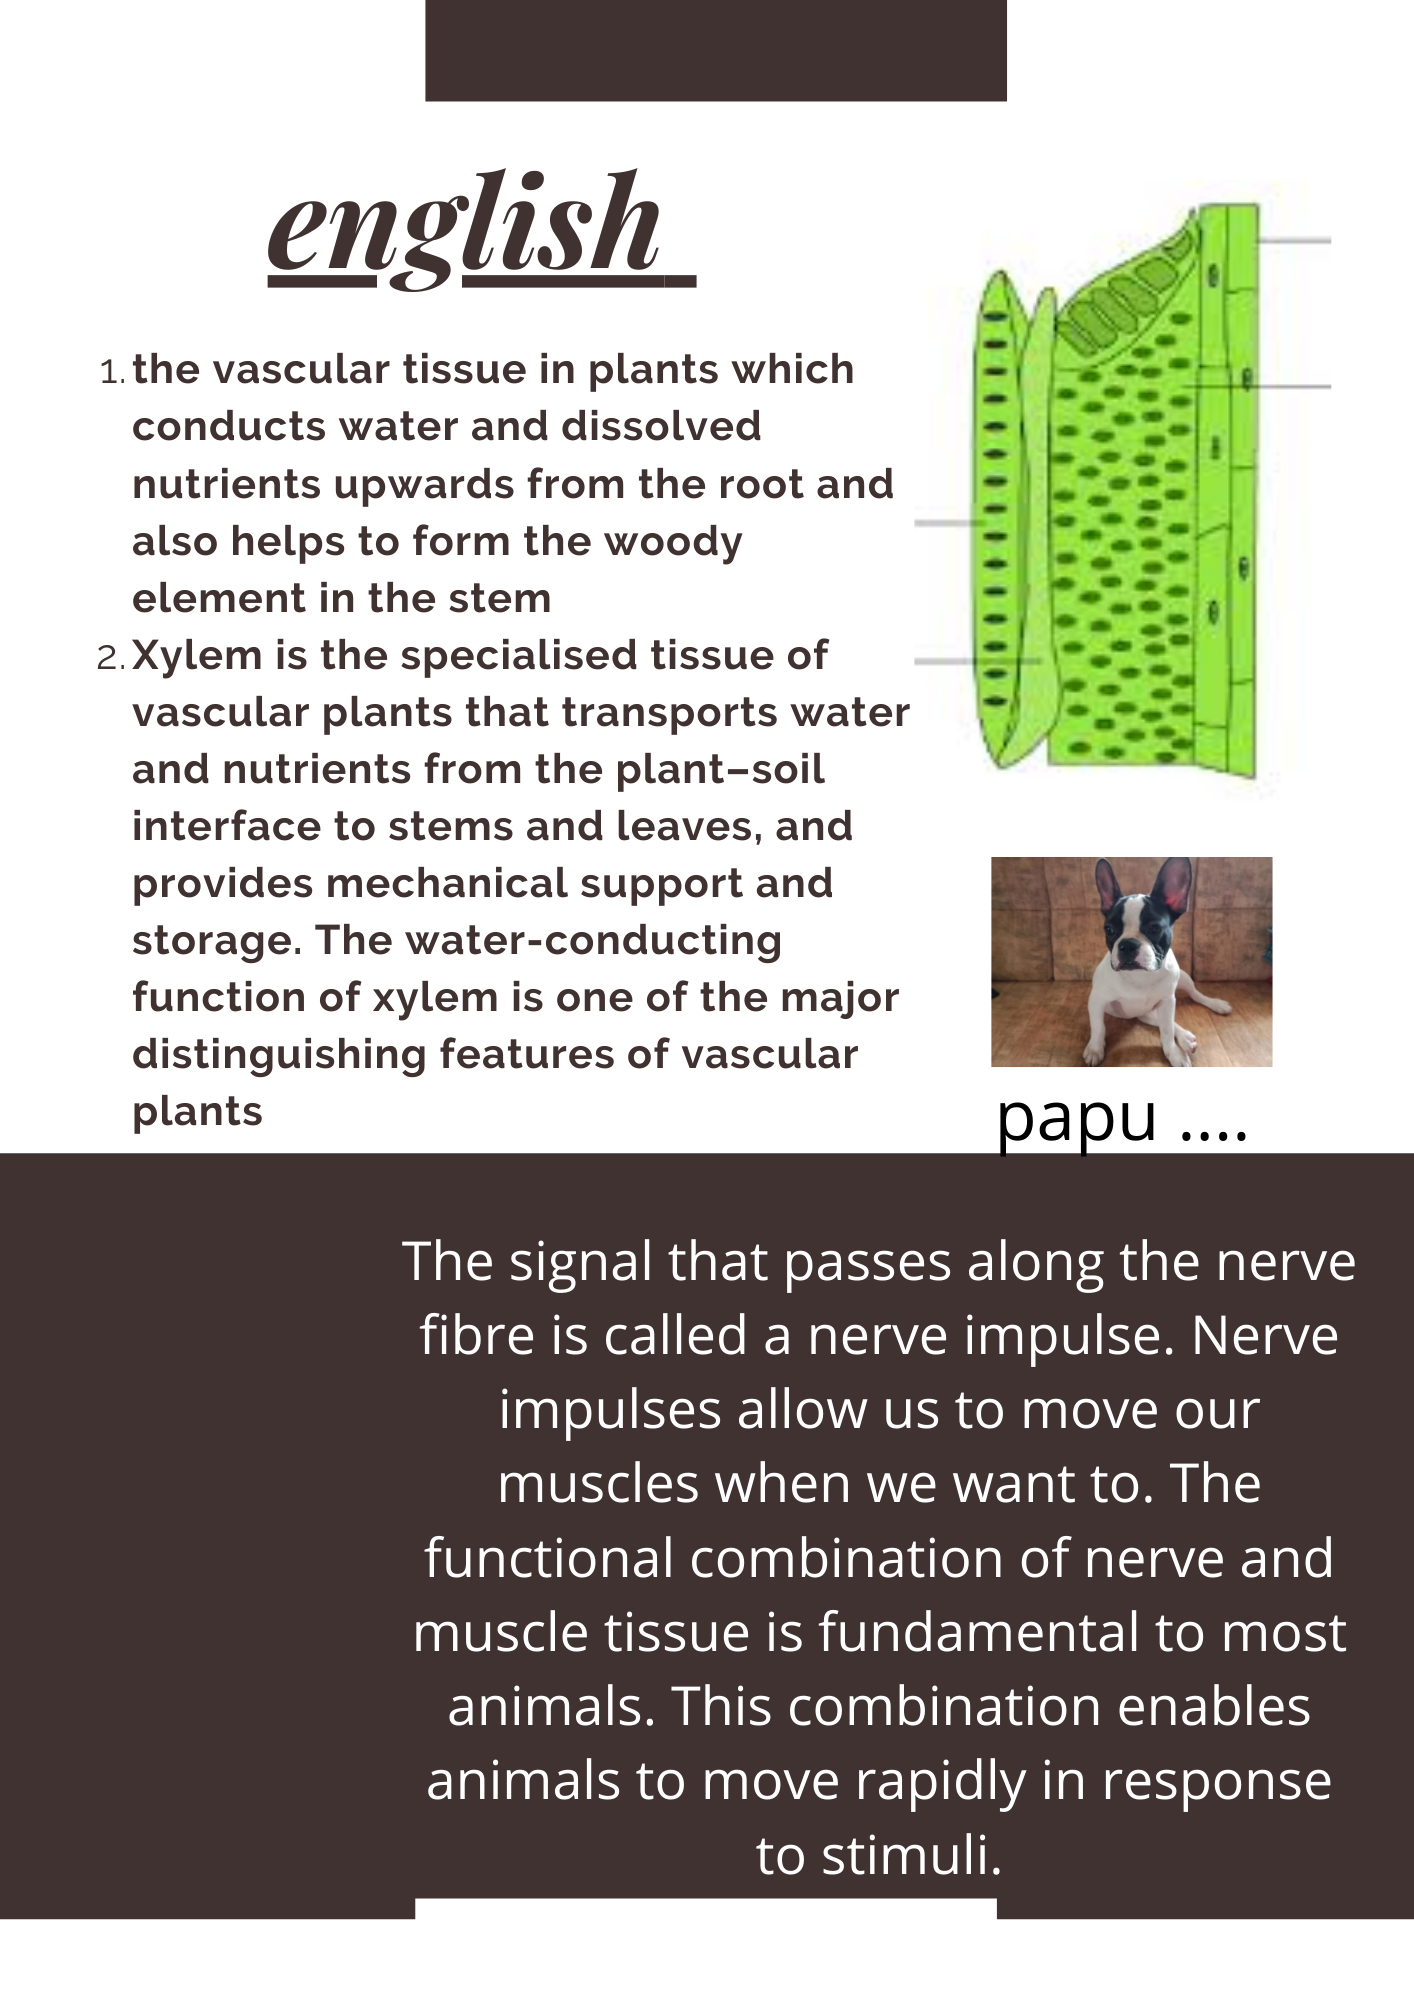 english
1. the vascular tissue in plants which
conducts water and dissolved
nutrients upwards from the root and
also helps to form the woody
element in the stem
2. Xylem is the specialised tissue of
vascular plants that transports water
and nutrients from the plant–soil
interface to stems and leaves, and
provides mechanical support and
storage. The water-conducting
function of xylem is one of the major
distinguishing features of vascular
plants
papu ....
The signal that passes along the nerve
fibre is called a nerve impulse. Nerve
impulses allow us to move our
muscles when we want to. The
functional combination of nerve and
muscle tissue is fundamental to most
animals. This combination enables
animals to move rapidly in response
to stimuli.